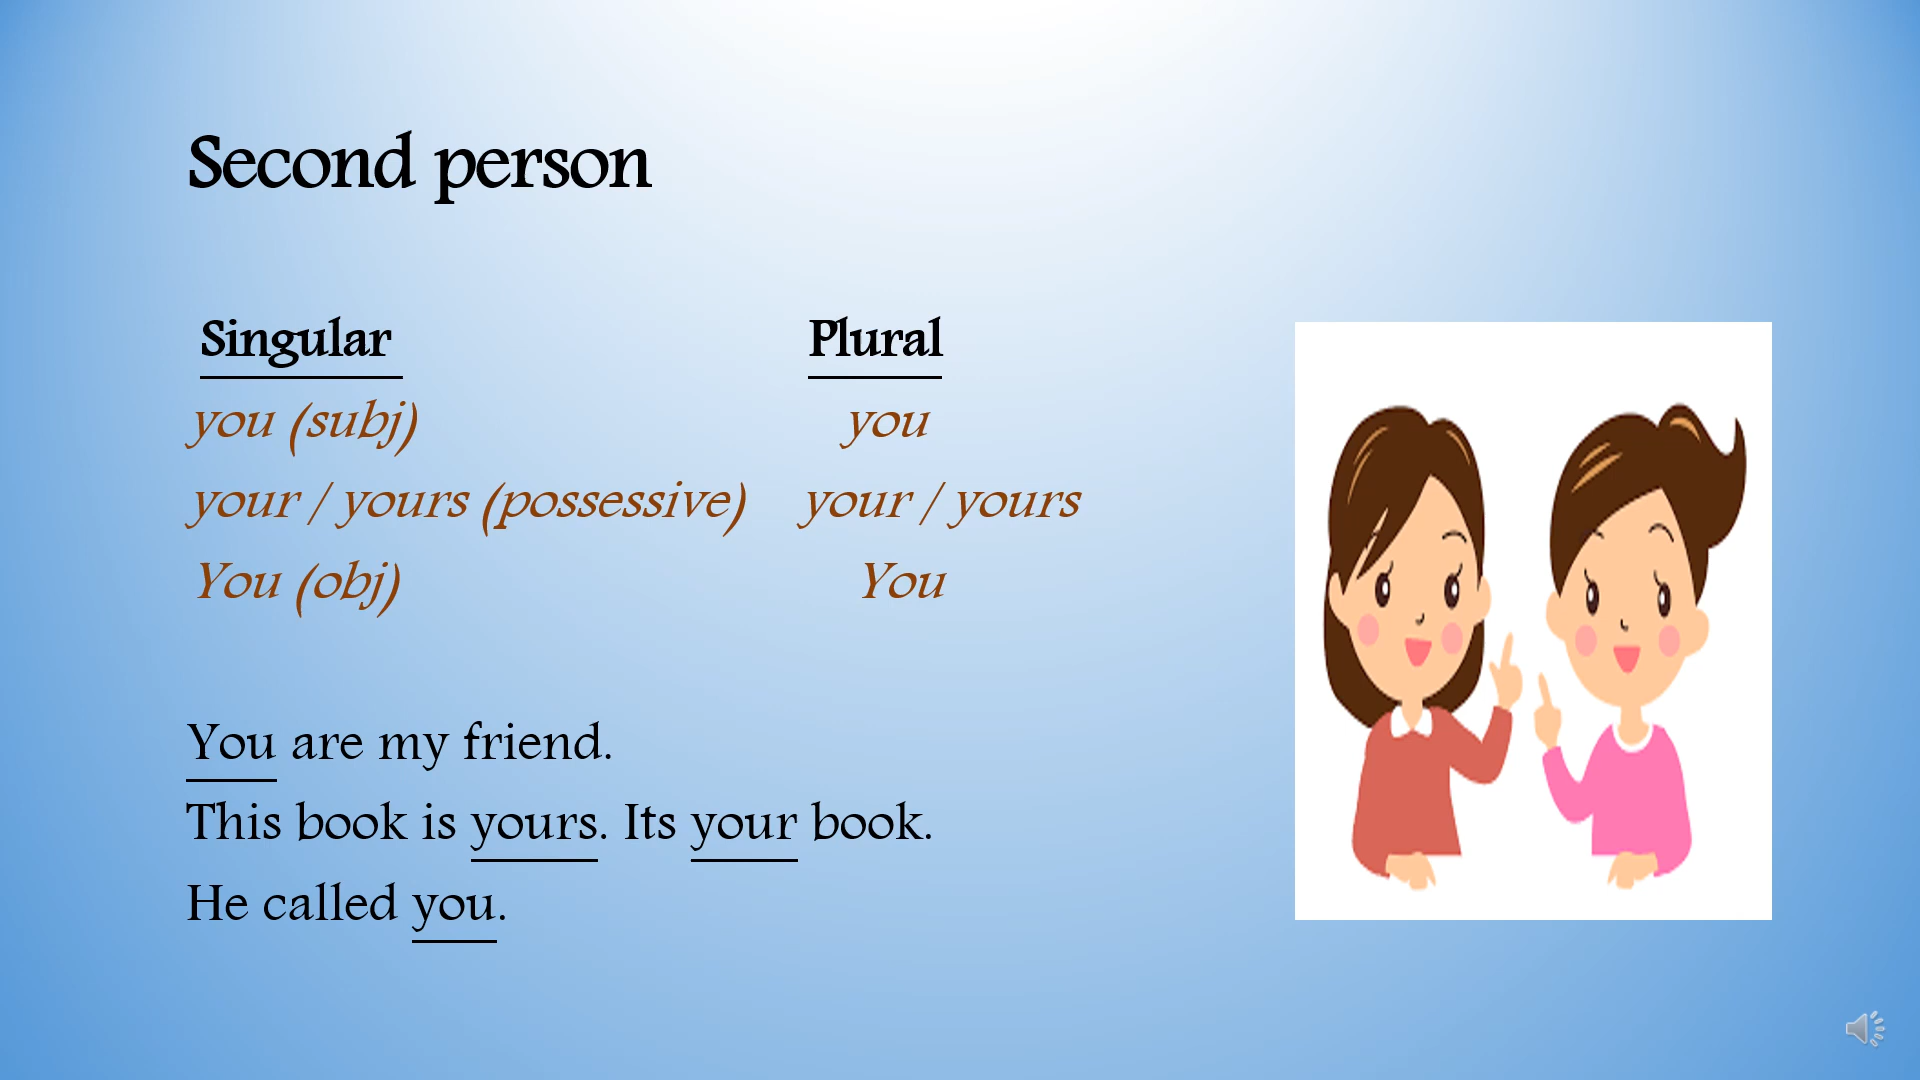 Second person
Singular Plural
you (subj) you
your / yours (possessive) your / yours
You (obj) You
You are my friend.
This book is yours. Its your book.
He called you.